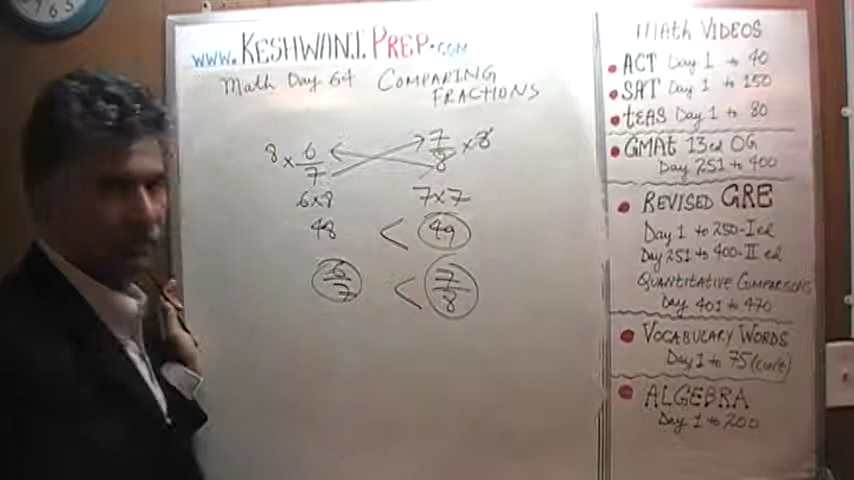 www.KESHWANI PREP.com
Math Day 64 COMPARING
FRACTIONS
8 × 6/7 7/8 × 8
6×8 7×7
48 < 49
6/7 < 7/8
Math VIDEOS
ACT Day 1 to 40
SAT Day 1 to 150
tEAS Day 1 to 80
GMAt 13 ed OG
Day 251 to 400
REVISED GRE
Day 1 to 250-I ed
Day 251 to 400-II ed
QUANTITATIVE COMPARISONS
Day 401 to 470
VOCABULARY WORDS
Day 1 to 75 (con't)
ALGEBRA
Day 1 to 200